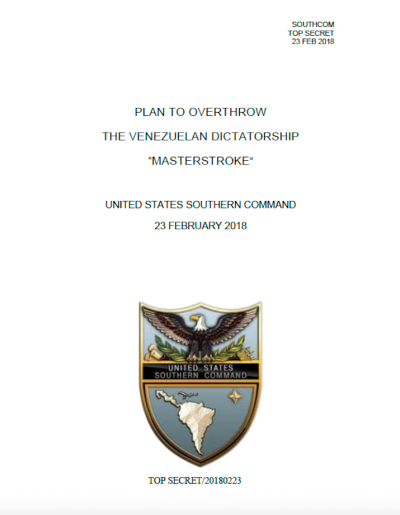 SOUTHCOM
TOP SECRET
23 FEB 2018
PLAN TO OVERTHROW
THE VENEZUELAN DICTATORSHIP
"MASTERSTROKE"
UNITED STATES SOUTHERN COMMAND
23 FEBRUARY 2018
UNITED STATES
SOUTHERN COMMAND
TOP SECRET/20180223